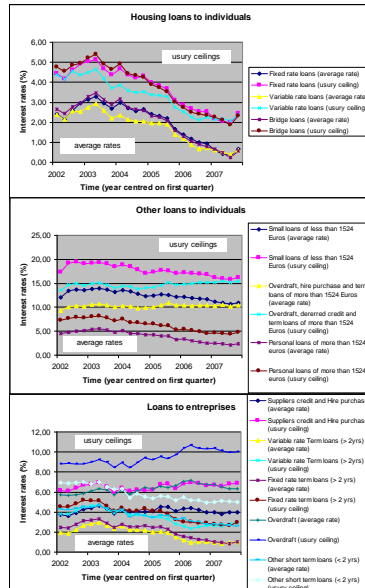 Housing loans to individuals
6,00
5,00
4,00
3,00
2,00
1,00
0,00
Interest rates (%)
usury ceilings
average rates
2002 2003 2004 2005 2006 2007
Time (year centred on first quarter)
Fixed rate loans (average rate)
Fixed rate loans (usury ceiling)
Variable rate loans (average rate)
Variable rate loans (usury ceiling)
Bridge loans (average rate)
Bridge loans (usury ceiling)
Other loans to individuals
25,00
20,00
15,00
10,00
5,00
0,00
Interest rates (%)
usury ceilings
average rates
2002 2003 2004 2005 2006 2007
Time (year centred on first quarter)
Small loans of less than 1524
Euros (average rate)
Small loans of less than 1524
Euros (usury ceiling)
Overdraft, hire purchase and term
loans of more than 1524 Euros
(average rate)
Overdraft, deferred credit and
term loans of more than 1524
Euros (usury ceiling)
Personal loans of more than 1524
euros (average rate)
Personal loans of more than 1524
euros (usury ceiling)
Loans to entreprises
12,00
10,00
8,00
6,00
4,00
2,00
0,00
Interest rates (%)
usury ceilings
average rates
2002 2003 2004 2005 2006 2007
Time (year centred on first quarter)
Suppliers credit and Hire purchase
(average rate)
Suppliers credit and Hire purchase
(usury ceiling)
Variable rate Term loans (> 2yrs)
(average rate)
Variable rate Term loans (> 2yrs)
(usury ceiling)
Fixed rate term loans (> 2 yrs)
(average rate)
Fixed rate term loans (> 2 yrs)
(usury ceiling)
Overdraft (average rate)
Overdraft (usury ceiling)
Other short term loans (< 2 yrs)
(average rate)
Other short term loans (< 2 yrs)
(usury ceiling)